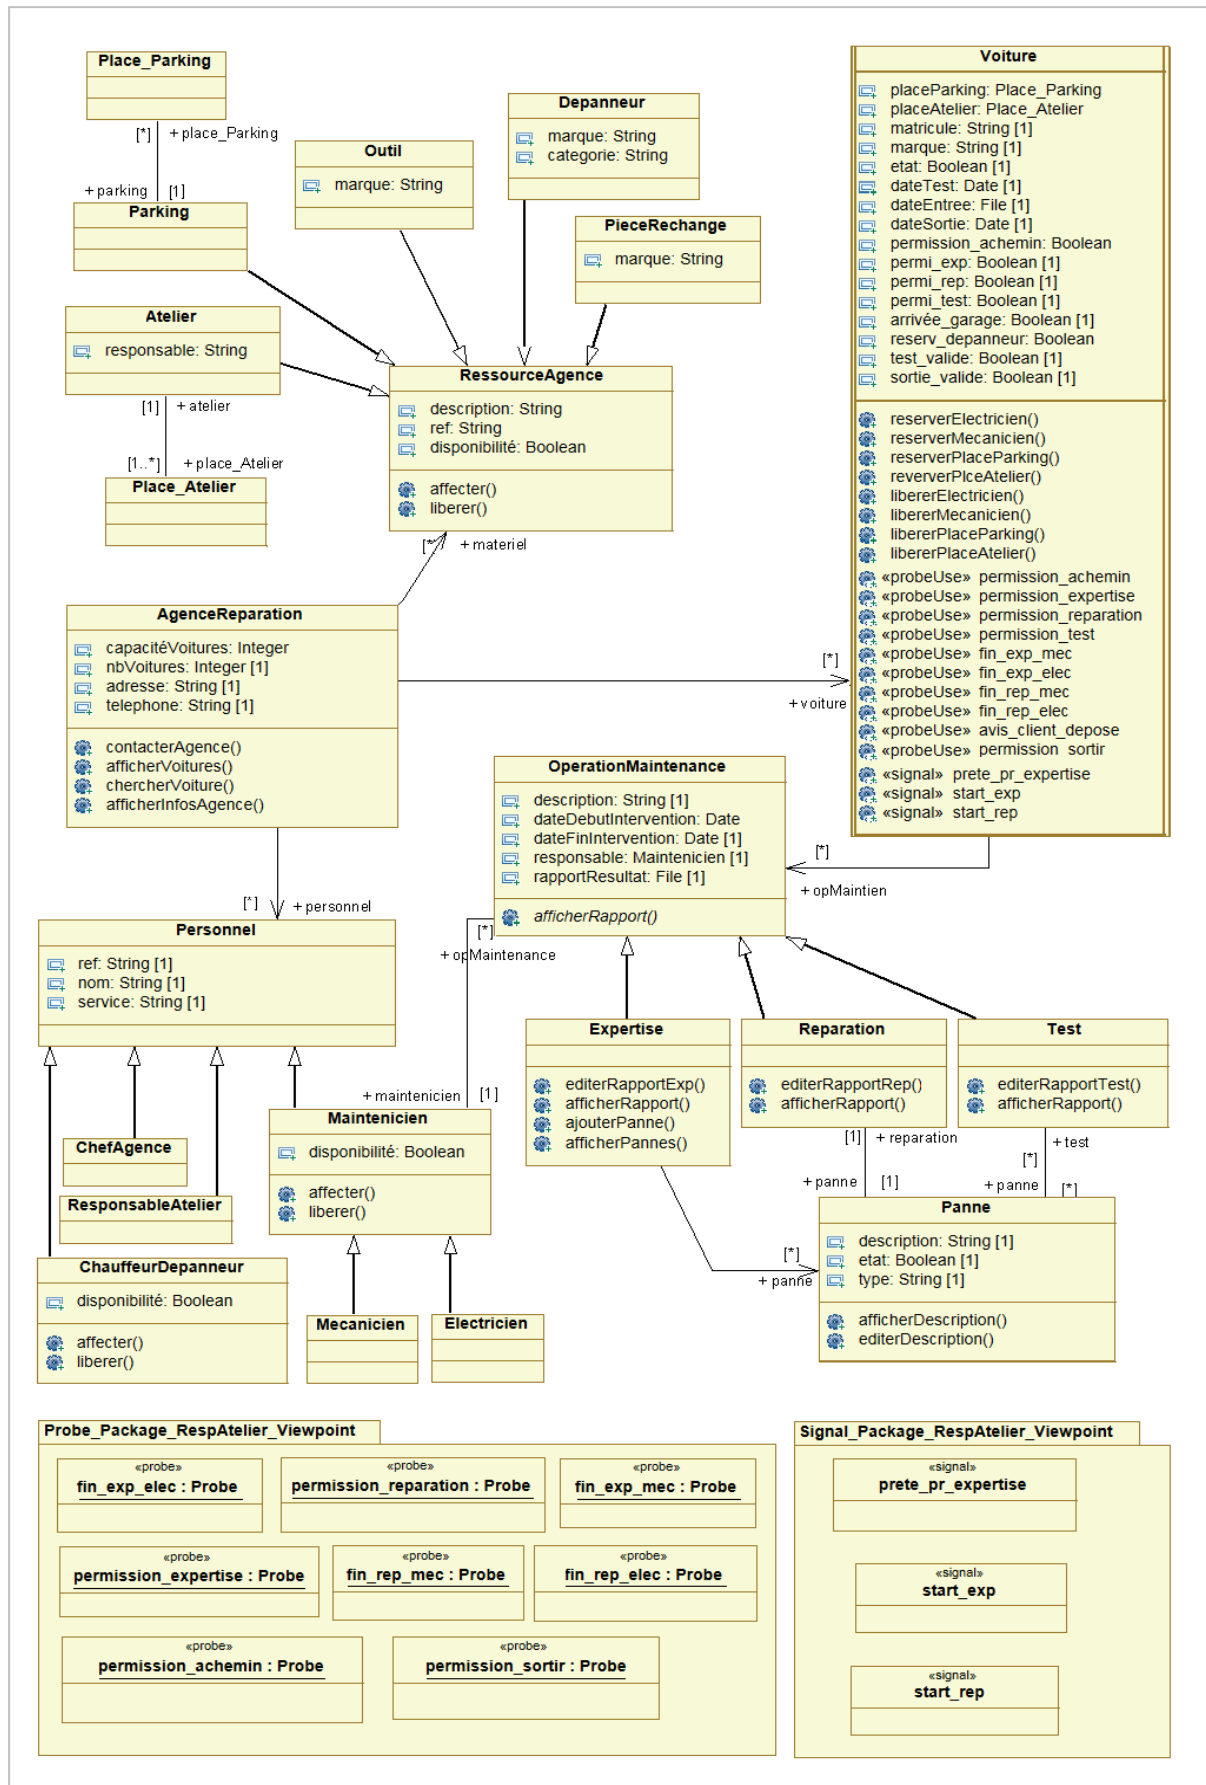 Place_Parking
[*]
+ place_Parking
+ parking
[1]
Parking
Outil
marque: String
Depanneur
marque: String
categorie: String
PieceRechange
marque: String
Atelier
responsable: String
[1]
+ atelier
[1..*]
+ place_Atelier
Place_Atelier
RessourceAgence
description: String
ref: String
disponibilité: Boolean
affecter()
liberer()
[*]
+ materiel
Voiture
placeParking: Place_Parking
placeAtelier: Place_Atelier
matricule: String [1]
marque: String [1]
etat: Boolean [1]
dateTest: Date [1]
dateEntree: File [1]
dateSortie: Date [1]
permission_achemin: Boolean
permi_exp: Boolean [1]
permi_rep: Boolean [1]
permi_test: Boolean [1]
arrivée_garage: Boolean [1]
reserv_depanneur: Boolean
test_valide: Boolean [1]
sortie_valide: Boolean [1]
reserverElectricien()
reserverMecanicien()
reserverPlaceParking()
reververPlceAtelier()
libererElectricien()
libererMecanicien()
libererPlaceParking()
libererPlaceAtelier()
«probeUse» permission_achemin
«probeUse» permission_expertise
«probeUse» permission_reparation
«probeUse» permission_test
«probeUse» fin_exp_mec
«probeUse» fin_exp_elec
«probeUse» fin_rep_mec
«probeUse» fin_rep_elec
«probeUse» avis_client_depose
«probeUse» permission_sortir
«signal» prete_pr_expertise
«signal» start_exp
«signal» start_rep
AgenceReparation
capacitéVoitures: Integer
nbVoitures: Integer [1]
adresse: String [1]
telephone: String [1]
contacterAgence()
afficherVoitures()
chercherVoiture()
afficherInfosAgence()
[*]
+ voiture
[*]
+ personnel
OperationMaintenance
description: String [1]
dateDebutIntervention: Date
dateFinIntervention: Date [1]
responsable: Maintenicien [1]
rapportResultat: File [1]
afficherRapport()
[*]
+ opMaintien
[*]
+ opMaintenance
Personnel
ref: String [1]
nom: String [1]
service: String [1]
+ maintenicien
[1]
Expertise
editerRapportExp()
afficherRapport()
ajouterPanne()
afficherPannes()
Reparation
editerRapportRep()
afficherRapport()
Test
editerRapportTest()
afficherRapport()
[1]
+ reparation
+ test
[*]
+ panne
[1]
+ panne
[*]
ChefAgence
ResponsableAtelier
Maintenicien
disponibilité: Boolean
affecter()
liberer()
ChauffeurDepanneur
disponibilité: Boolean
affecter()
liberer()
Mecanicien
Electricien
[*]
+ panne
Panne
description: String [1]
etat: Boolean [1]
type: String [1]
afficherDescription()
editerDescription()
Probe_Package_RespAtelier_Viewpoint
«probe»
fin_exp_elec : Probe
«probe»
permission_reparation : Probe
«probe»
fin_exp_mec : Probe
«probe»
permission_expertise : Probe
«probe»
fin_rep_mec : Probe
«probe»
fin_rep_elec : Probe
«probe»
permission_achemin : Probe
«probe»
permission_sortir : Probe
Signal_Package_RespAtelier_Viewpoint
«signal»
prete_pr_expertise
«signal»
start_exp
«signal»
start_rep